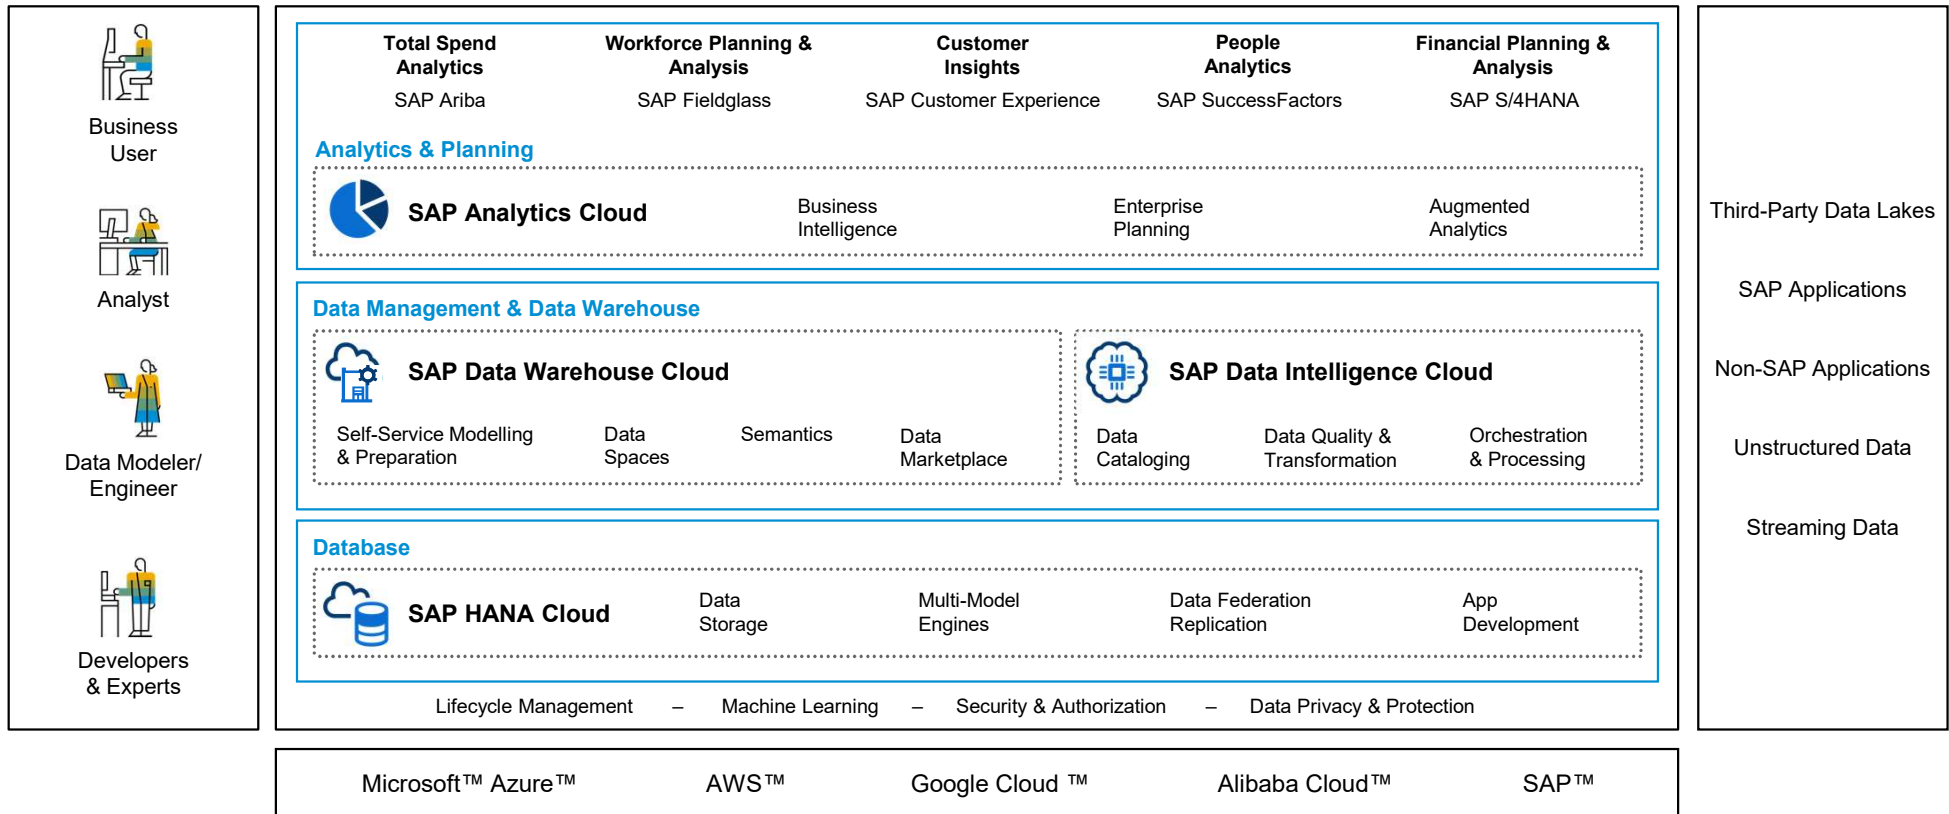 Business
User
Analyst
Data Modeler/
Engineer
Developers
& Experts
Total Spend
Analytics
SAP Ariba
Workforce Planning &
Analysis
SAP Fieldglass
Customer
Insights
SAP Customer Experience
People
Analytics
SAP SuccessFactors
Financial Planning &
Analysis
SAP S/4HANA
Analytics & Planning
SAP Analytics Cloud
Business
Intelligence
Enterprise
Planning
Augmented
Analytics
Data Management & Data Warehouse
SAP Data Warehouse Cloud
Self-Service Modelling
& Preparation
Data
Spaces
Semantics
Data
Marketplace
SAP Data Intelligence Cloud
Data
Cataloging
Data Quality &
Transformation
Orchestration
& Processing
Database
SAP HANA Cloud
Data
Storage
Multi-Model
Engines
Data Federation
Replication
App
Development
Lifecycle Management – Machine Learning – Security & Authorization – Data Privacy & Protection
Third-Party Data Lakes
SAP Applications
Non-SAP Applications
Unstructured Data
Streaming Data
Microsoft™ Azure™ AWS™ Google Cloud ™ Alibaba Cloud™ SAP™